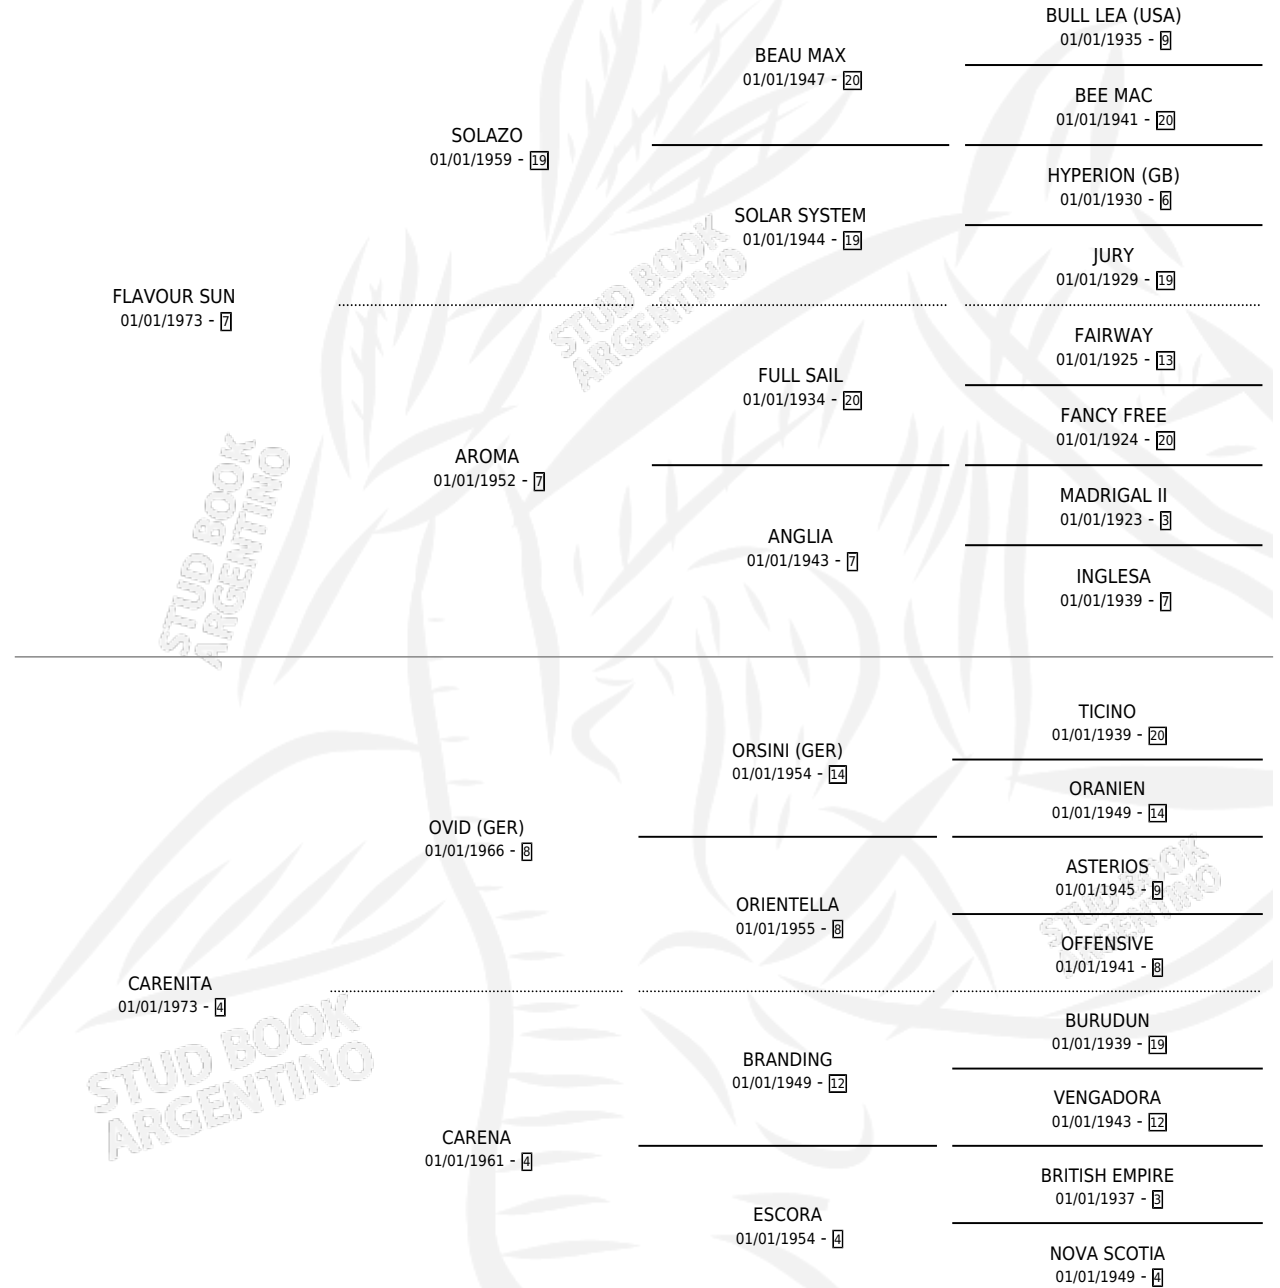 BULL LEA (USA)
01/01/1935 - 9
BEAU MAX
01/01/1947 - 20
BEE MAC
01/01/1941 - 20
SOLAZO
01/01/1959 - 19
HYPERION (GB)
01/01/1930 - 6
SOLAR SYSTEM
01/01/1944 - 19
JURY
01/01/1929 - 19
FLAVOUR SUN
01/01/1973 - 7
STUD BOOK
ARGENTINO
FAIRWAY
01/01/1925 - 13
FULL SAIL
01/01/1934 - 20
FANCY FREE
01/01/1924 - 20
AROMA
01/01/1952 - 7
MADRIGAL II
01/01/1923 - 3
ANGLIA
01/01/1943 - 7
INGLESA
01/01/1939 - 7
STUD BOOK
ARGENTINO
TICINO
01/01/1939 - 20
ORSINI (GER)
01/01/1954 - 14
ORANIEN
01/01/1949 - 14
OVID (GER)
01/01/1966 - 8
ASTERIOS
01/01/1945 - 9
ORIENTELLA
01/01/1955 - 8
OFFENSIVE
01/01/1941 - 8
STUD BOOK
ARGENTINO
CARENITA
01/01/1973 - 4
BURUDUN
01/01/1939 - 19
BRANDING
01/01/1949 - 12
VENGADORA
01/01/1943 - 12
STUD BOOK
ARGENTINO
CARENA
01/01/1961 - 4
BRITISH EMPIRE
01/01/1937 - 3
ESCORA
01/01/1954 - 4
NOVA SCOTIA
01/01/1949 - 4